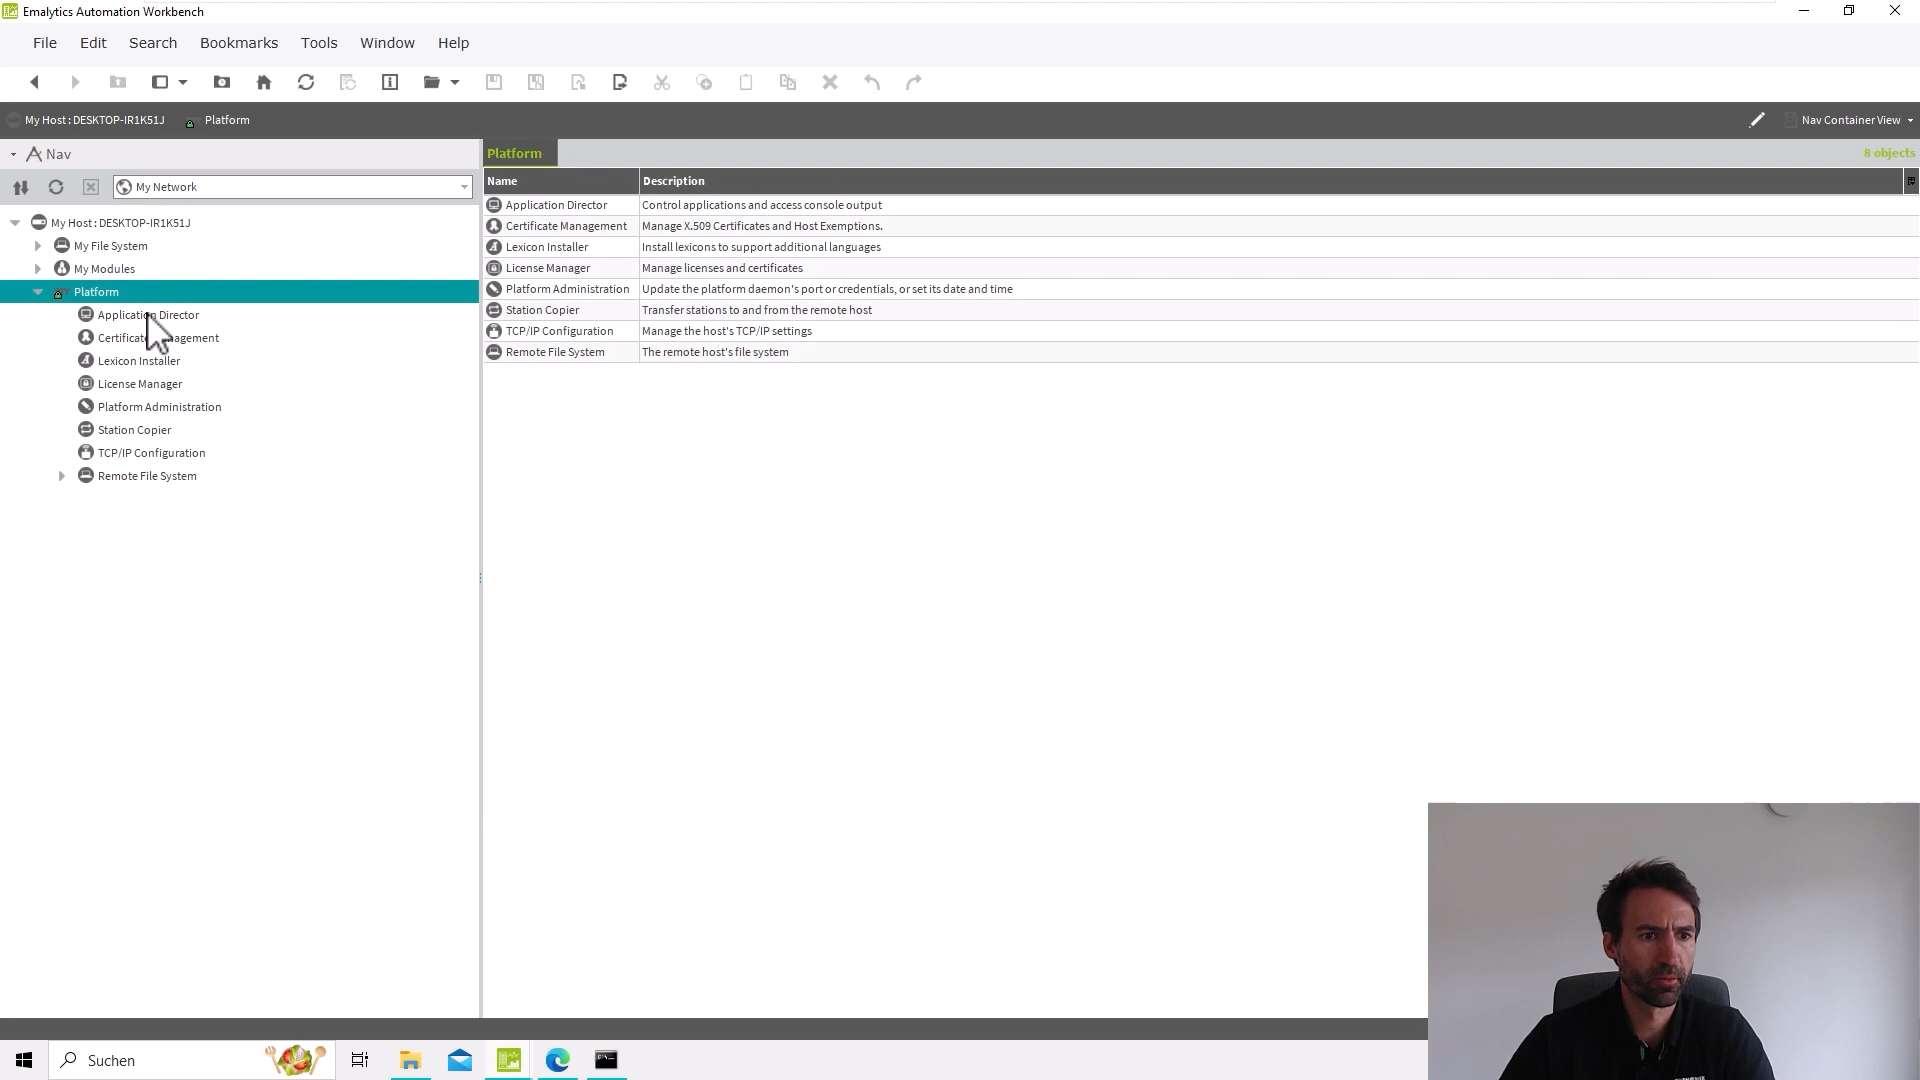 Emalytics Automation Workbench
File Edit Search Bookmarks Tools Window Help
My Host : DESKTOP-IR1K51J Platform Nav Container View
Nav
Platform
8 objects
My Network
Name Description
My Host : DESKTOP-IR1K51J
My File System
My Modules
Platform
Application Director
Lexicon Installer
License Manager
Platform Administration
Station Copier
TCP/IP Configuration
Remote File System
Application Director Control applications and access console output
Certificate Management Manage X.509 Certificates and Host Exemptions.
Lexicon Installer Install lexicons to support additional languages
License Manager Manage licenses and certificates
Platform Administration Update the platform daemon's port or credentials, or set its date and time
Station Copier Transfer stations to and from the remote host
TCP/IP Configuration Manage the host's TCP/IP settings
Remote File System The remote host's file system
Suchen